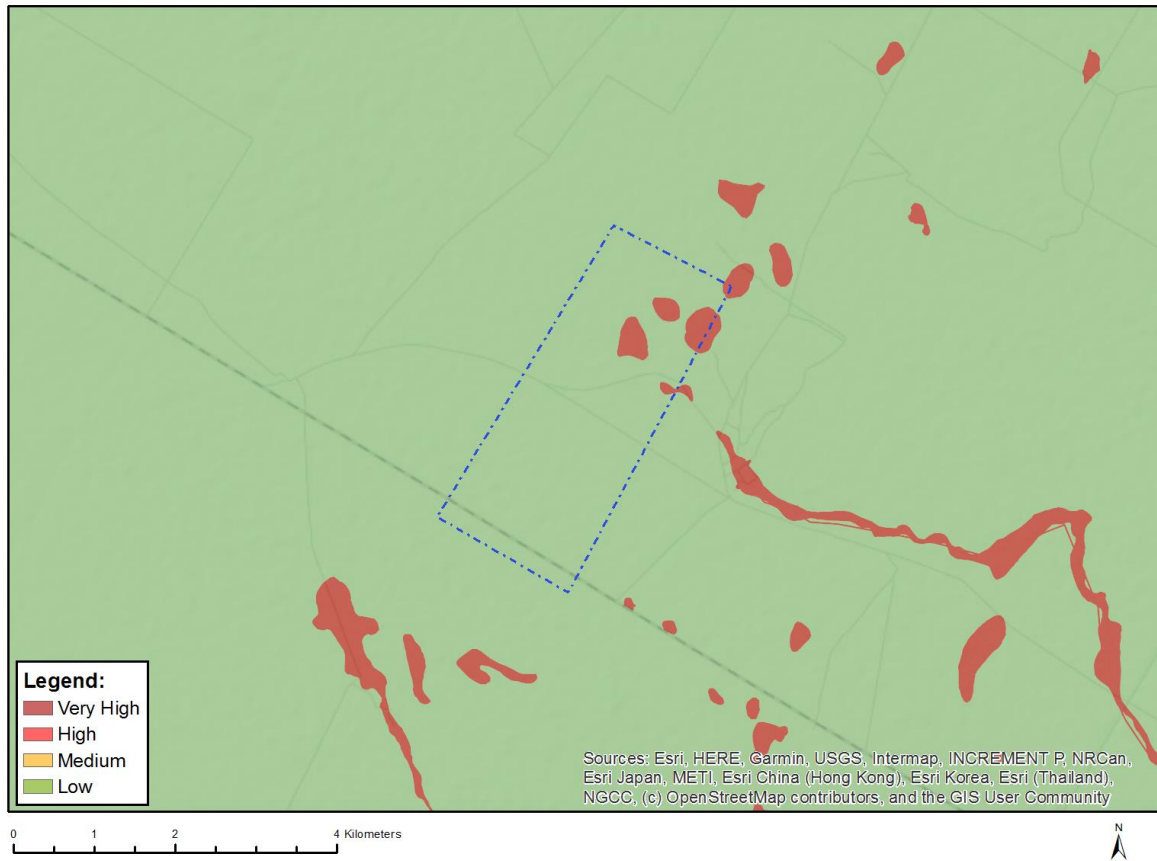 Legend:
Very High
High
Medium
Low
Sources: Esri, HERE, Garmin, USGS, Intermap, INCREMENT P, NRCan,
Esri Japan, METI, Esri China (Hong Kong), Esri Korea, Esri (Thailand),
NGCC, (c) OpenStreetMap contributors, and the GIS User Community
0 1 2 4 Kilometers
N